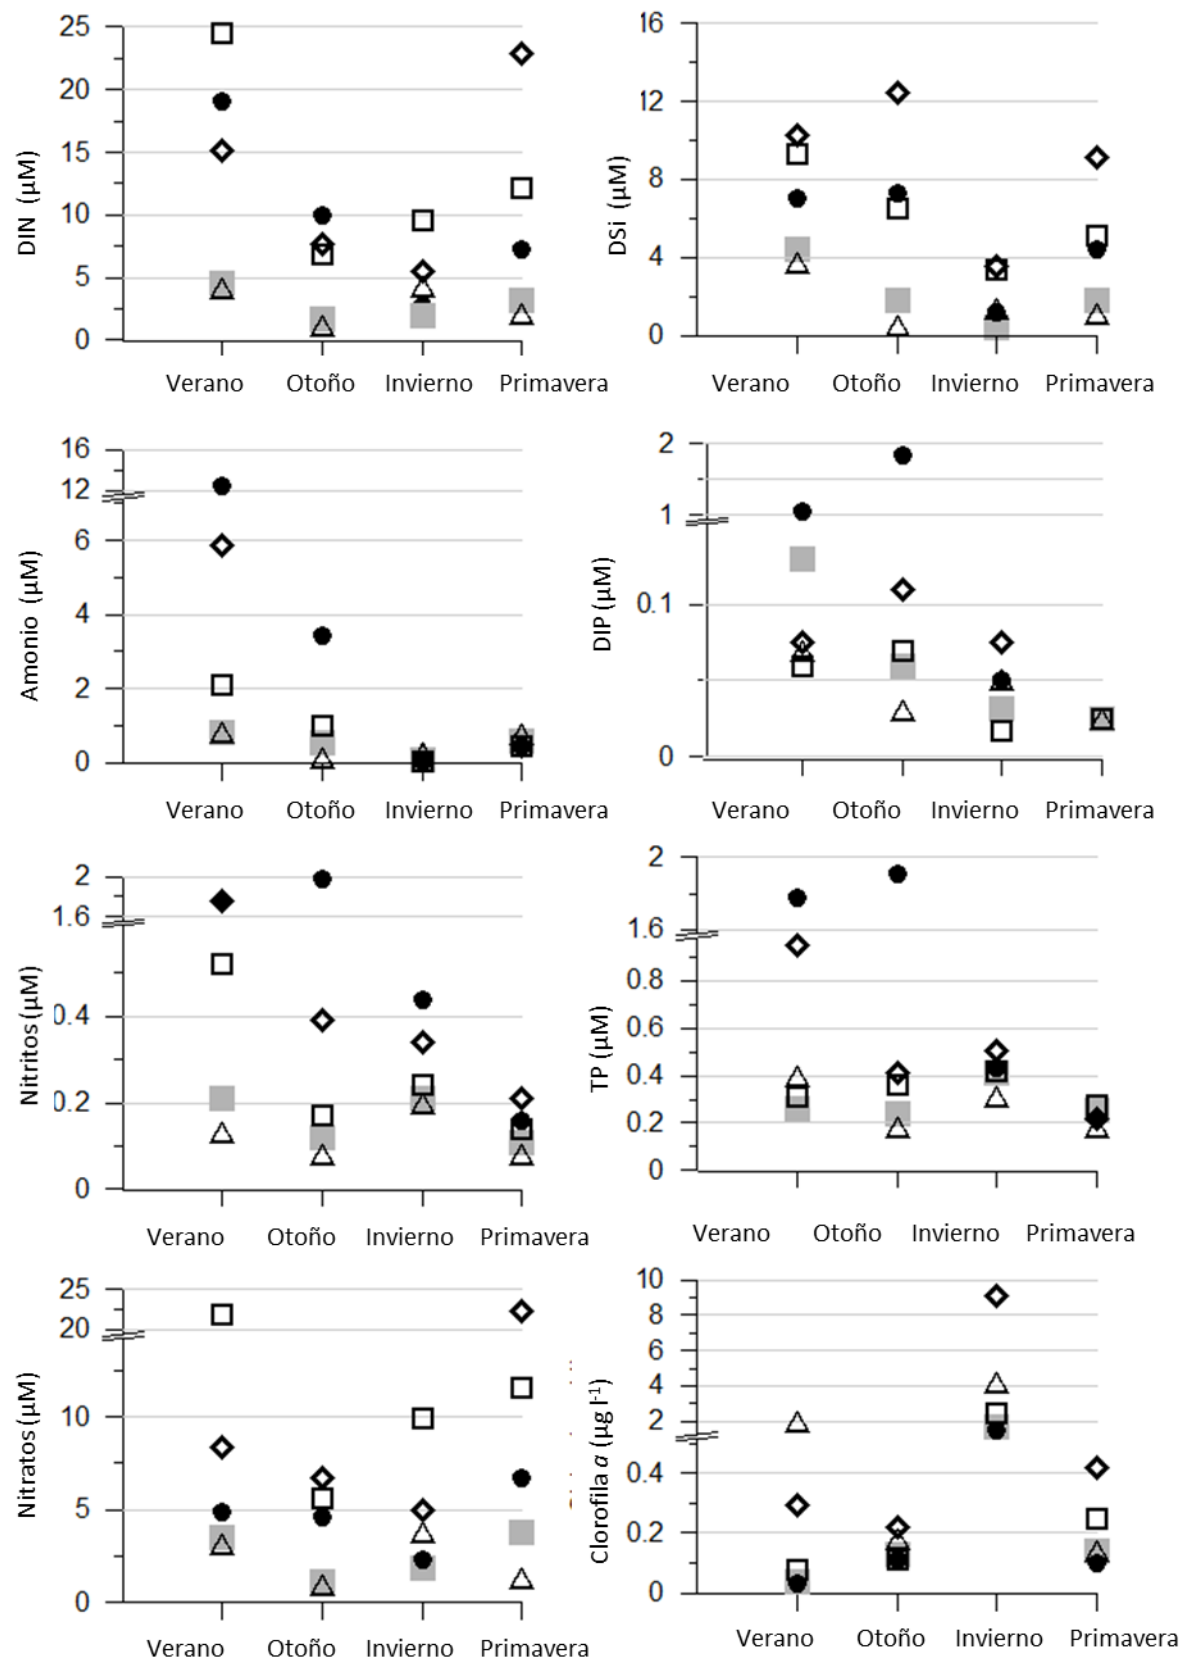 25
20
15
10
5
0
DIN (µM)
Verano Otoño Invierno Primavera
16
12
8
4
0
DSi (µM)
Verano Otoño Invierno Primavera
16
12
6
4
2
0
Amonio (µM)
Verano Otoño Invierno Primavera
2
1
0.1
0
DIP (µM)
Verano Otoño Invierno Primavera
2
1.6
0.4
0.2
0
Nitritos (µM)
Verano Otoño Invierno Primavera
2
1.6
0.8
0.6
0.4
0.2
0
TP (µM)
Verano Otoño Invierno Primavera
25
20
10
5
0
Nitratos (µM)
Verano Otoño Invierno Primavera
10
8
6
4
2
0.4
0.2
0
Clorofila a (µg l⁻¹)
Verano Otoño Invierno Primavera